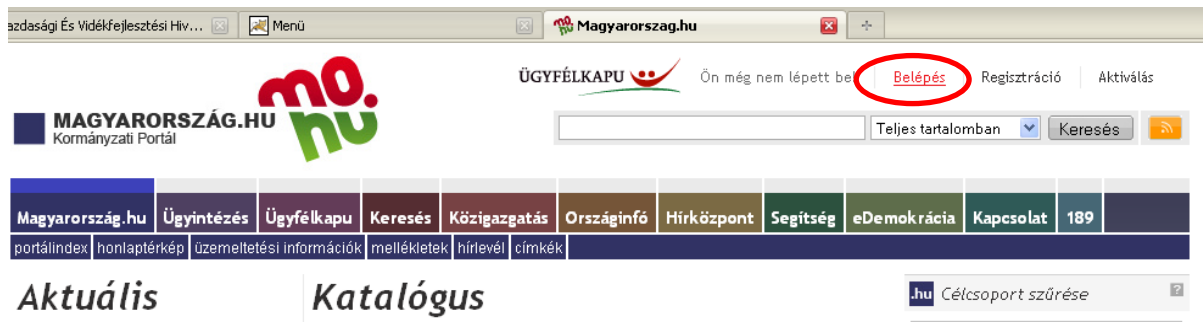 azdasági És Vidékfejlesztési Hiv... Menü Magyarorszag.hu
ÜGYFÉLKAPU Ön még nem lépett be Belépés Regisztráció Aktiválás
mo.hu
MAGYARORSZÁG.HU
Kormányzati Portál
Teljes tartalomban Keresés
Magyarország.hu Ügyintézés Ügyfélkapu Keresés Közigazgatás Országinfó Hírközpont Segítség eDemokrácia Kapcsolat 189
portálindex honlaptérkép üzemeltetési információk mellékletek hírlevél címkék
Aktuális Katalógus .hu Célcsoport szűrése ?